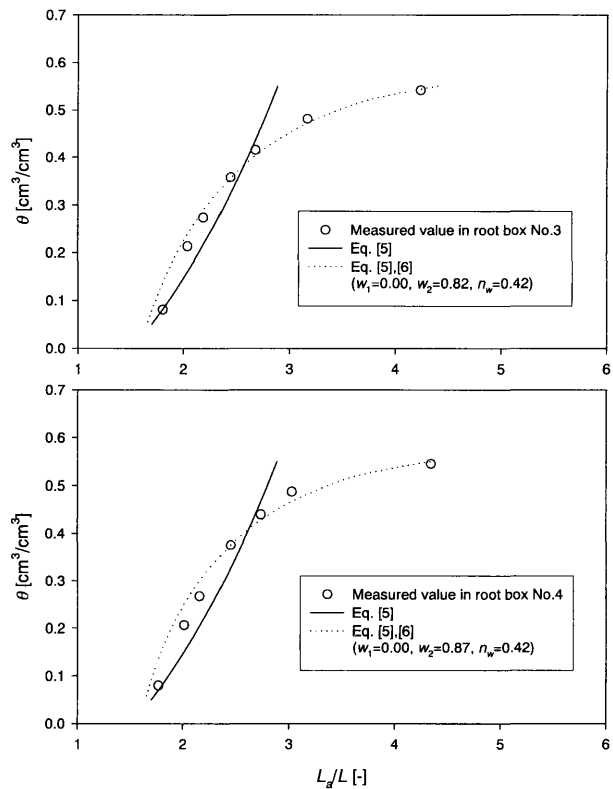 0.7
0.6
0.5
0.4
0.3
0.2
0.1
0.0
θ [cm³/cm³]
Measured value in root box No.3
Eq. [5]
Eq. [5],[6]
(w₁=0.00, w₂=0.82, n_w=0.42)
1 2 3 4 5 6
0.7
0.6
0.5
0.4
0.3
0.2
0.1
0.0
θ [cm³/cm³]
Measured value in root box No.4
Eq. [5]
Eq. [5],[6]
(w₁=0.00, w₂=0.87, n_w=0.42)
1 2 3 4 5 6
Lₐ/L [-]